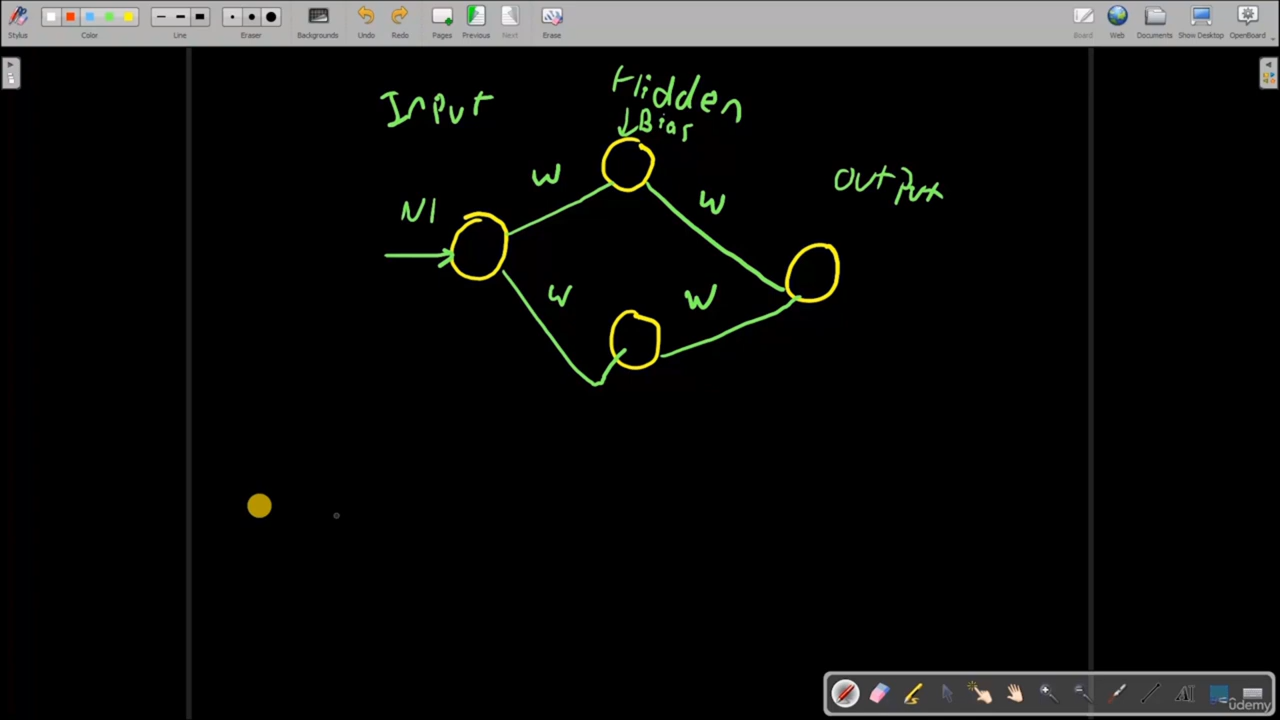 Stylus
Color
Line
Eraser
Backgrounds
Undo
Redo
Pages
Previous
Next
Erase
Board
Web
Documents
Show Desktop
OpenBoard
Input
Hidden
Bias
Output
N1
W
W
W
W
udemy